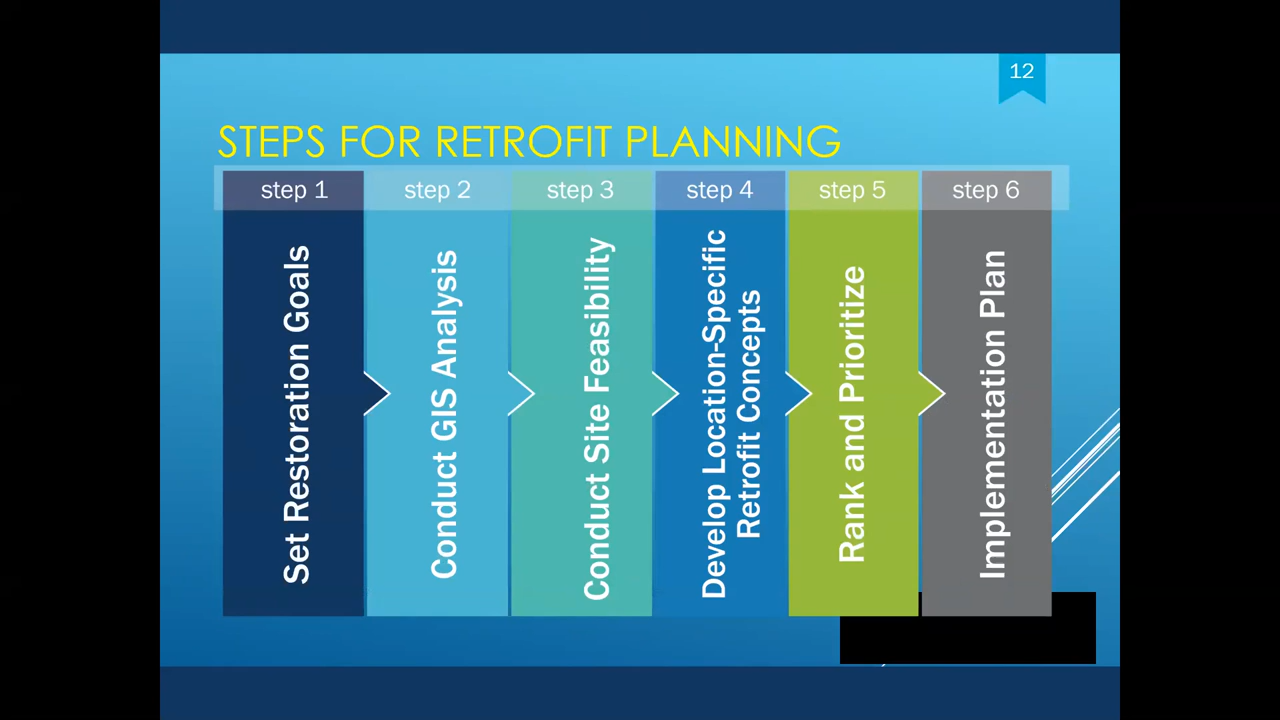 12
STEPS FOR RETROFIT PLANNING
step 1
Set Restoration Goals
step 2
Conduct GIS Analysis
step 3
Conduct Site Feasibility
step 4
Develop Location-Specific
Retrofit Concepts
step 5
Rank and Prioritize
step 6
Implementation Plan